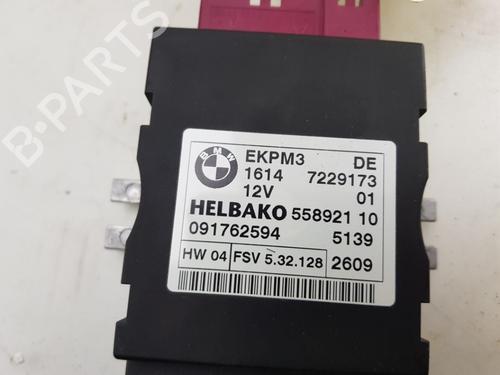 B-PARTS
BMW
EKPM3 DE
1614 7229173
12V 01
HELBAKO 558921 10
091762594 5139
HW 04 FSV 5.32.128 2609